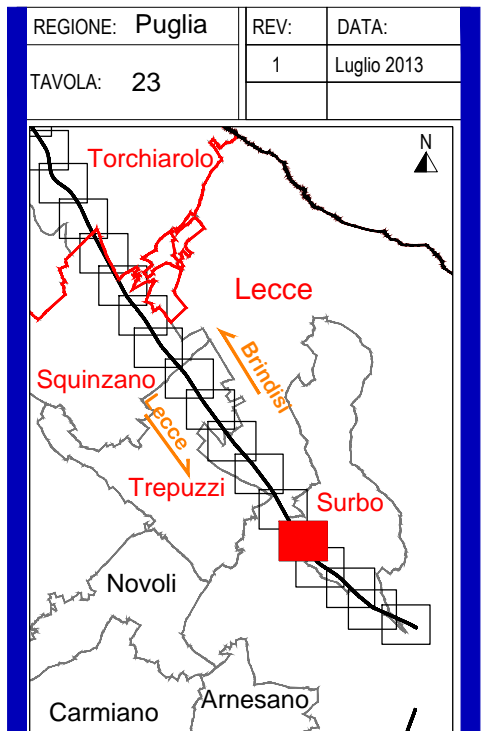 REGIONE: Puglia
REV:
DATA:
TAVOLA: 23
1
Luglio 2013
N
Torchiarolo
Lecce
Brindisi
Squinzano
Lecce
Trepuzzi
Surbo
Novoli
Arnesano
Carmiano